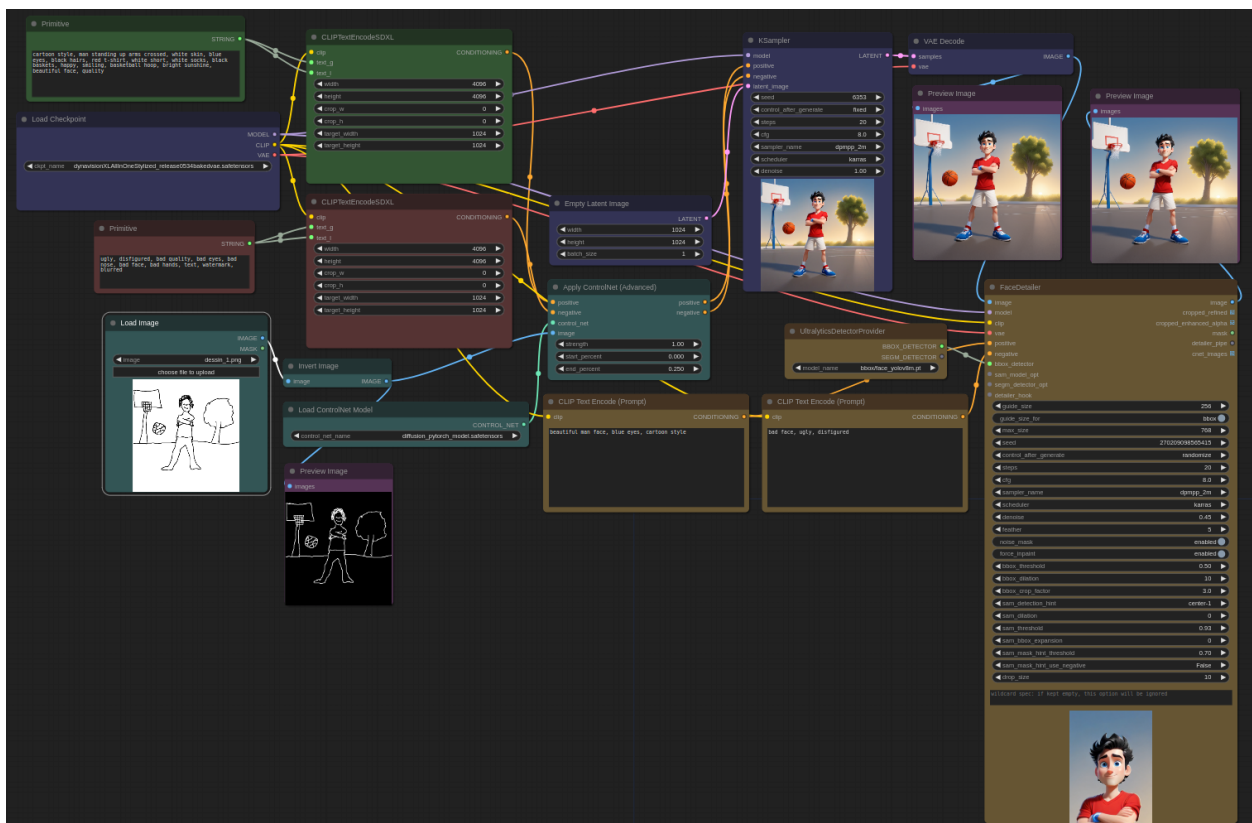 Primitive
STRING
cartoon style, man standing up arms crossed, white skin, blue
eyes, black hairs, red t-shirt, white short, white socks, black
baskets, happy, smiling, basketball hoop, bright sunshine,
beautiful face, quality
Load Checkpoint
MODEL
CLIP
VAE
ckpt_name
dynavisionXLAllInOneStylized_release0534bakedvae.safetensors
Primitive
STRING
ugly, disfigured, bad quality, bad eyes, bad
nose, bad face, bad hands, text, watermark,
blurred
Load Image
IMAGE
MASK
image dessin_1.png
choose file to upload
CLIPTextEncodeSDXL
clip CONDITIONING
text_g
text_l
width 4096
height 4096
crop_w 0
crop_h 0
target_width 1024
target_height 1024
CLIPTextEncodeSDXL
clip CONDITIONING
text_g
text_l
width 4096
height 4096
crop_w 0
crop_h 0
target_width 1024
target_height 1024
Invert Image
image IMAGE
Load ControlNet Model
CONTROL_NET
control_net_name diffusion_pytorch_model.safetensors
Preview Image
images
Empty Latent Image
LATENT
width 1024
height 1024
batch_size 1
Apply ControlNet (Advanced)
positive positive
negative negative
control_net
image
strength 1.00
start_percent 0.000
end_percent 0.250
CLIP Text Encode (Prompt)
clip CONDITIONING
beautiful man face, blue eyes, cartoon style
CLIP Text Encode (Prompt)
clip CONDITIONING
bad face, ugly, disfigured
KSampler
model LATENT
positive
negative
latent_image
seed 6353
control_after_generate fixed
steps 20
cfg 8.0
sampler_name dpmpp_2m
scheduler karras
denoise 1.00
UltralyticsDetectorProvider
BBOX_DETECTOR
SEGM_DETECTOR
model_name bbox/face_yolov8m.pt
VAE Decode
samples IMAGE
vae
Preview Image
images
Preview Image
images
FaceDetailer
image image
model cropped_refined
clip cropped_enhanced_alpha
vae mask
positive detailer_pipe
negative cnet_images
bbox_detector
sam_model_opt
segm_detector_opt
detailer_hook
guide_size 256
guide_size_for bbox
max_size 768
seed 270209098565415
control_after_generate randomize
steps 20
cfg 8.0
sampler_name dpmpp_2m
scheduler karras
denoise 0.45
feather 5
noise_mask enabled
force_inpaint enabled
bbox_threshold 0.50
bbox_dilation 10
bbox_crop_factor 3.0
sam_detection_hint center-1
sam_dilation 0
sam_threshold 0.93
sam_bbox_expansion 0
sam_mask_hint_threshold 0.70
sam_mask_hint_use_negative False
drop_size 10
wildcard spec: if kept empty, this option will be ignored